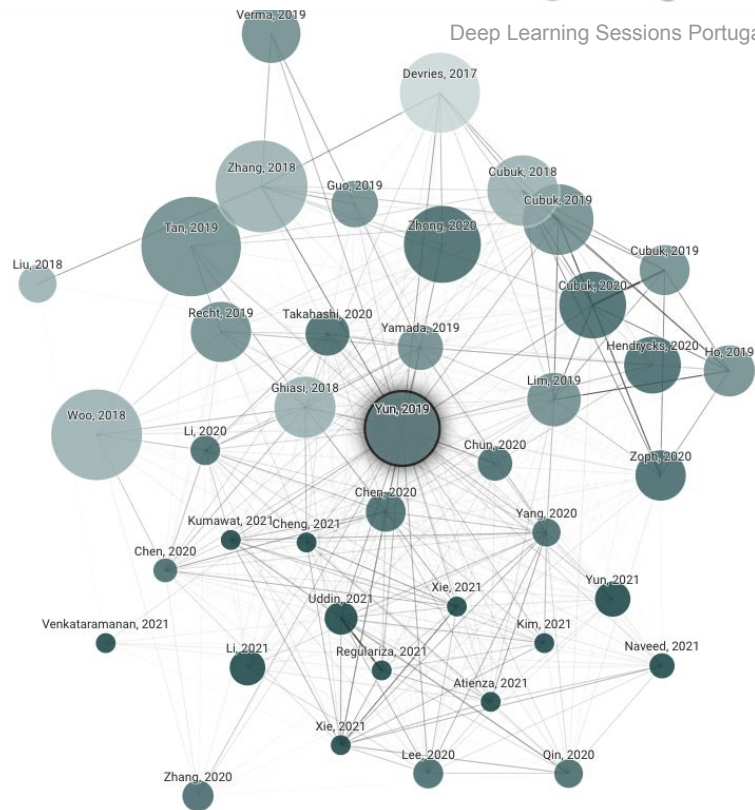 Verma, 2019
Deep Learning Sessions Portuga
Devries, 2017
Zhang, 2018
Cubuk, 2018
Guo, 2019
Cubuk, 2019
Tan, 2019
Zhong, 2020
Cubuk, 2019
Liu, 2018
Cubuk, 2020
Recht, 2019
Takahashi, 2020
Yamada, 2019
Hendrycks, 2020
Ho, 2019
Ghiasi, 2018
Lim, 2019
Woo, 2018
Yun, 2019
Li, 2020
Chun, 2020
Zoph, 2020
Chen, 2020
Kumawat, 2021
Cheng, 2021
Yang, 2020
Chen, 2020
Xie, 2021
Yun, 2021
Uddin, 2021
Venkataramanan, 2021
Kim, 2021
Li, 2021
Regulariza, 2021
Naveed, 2021
Atienza, 2021
Xie, 2021
Lee, 2020
Qin, 2020
Zhang, 2020